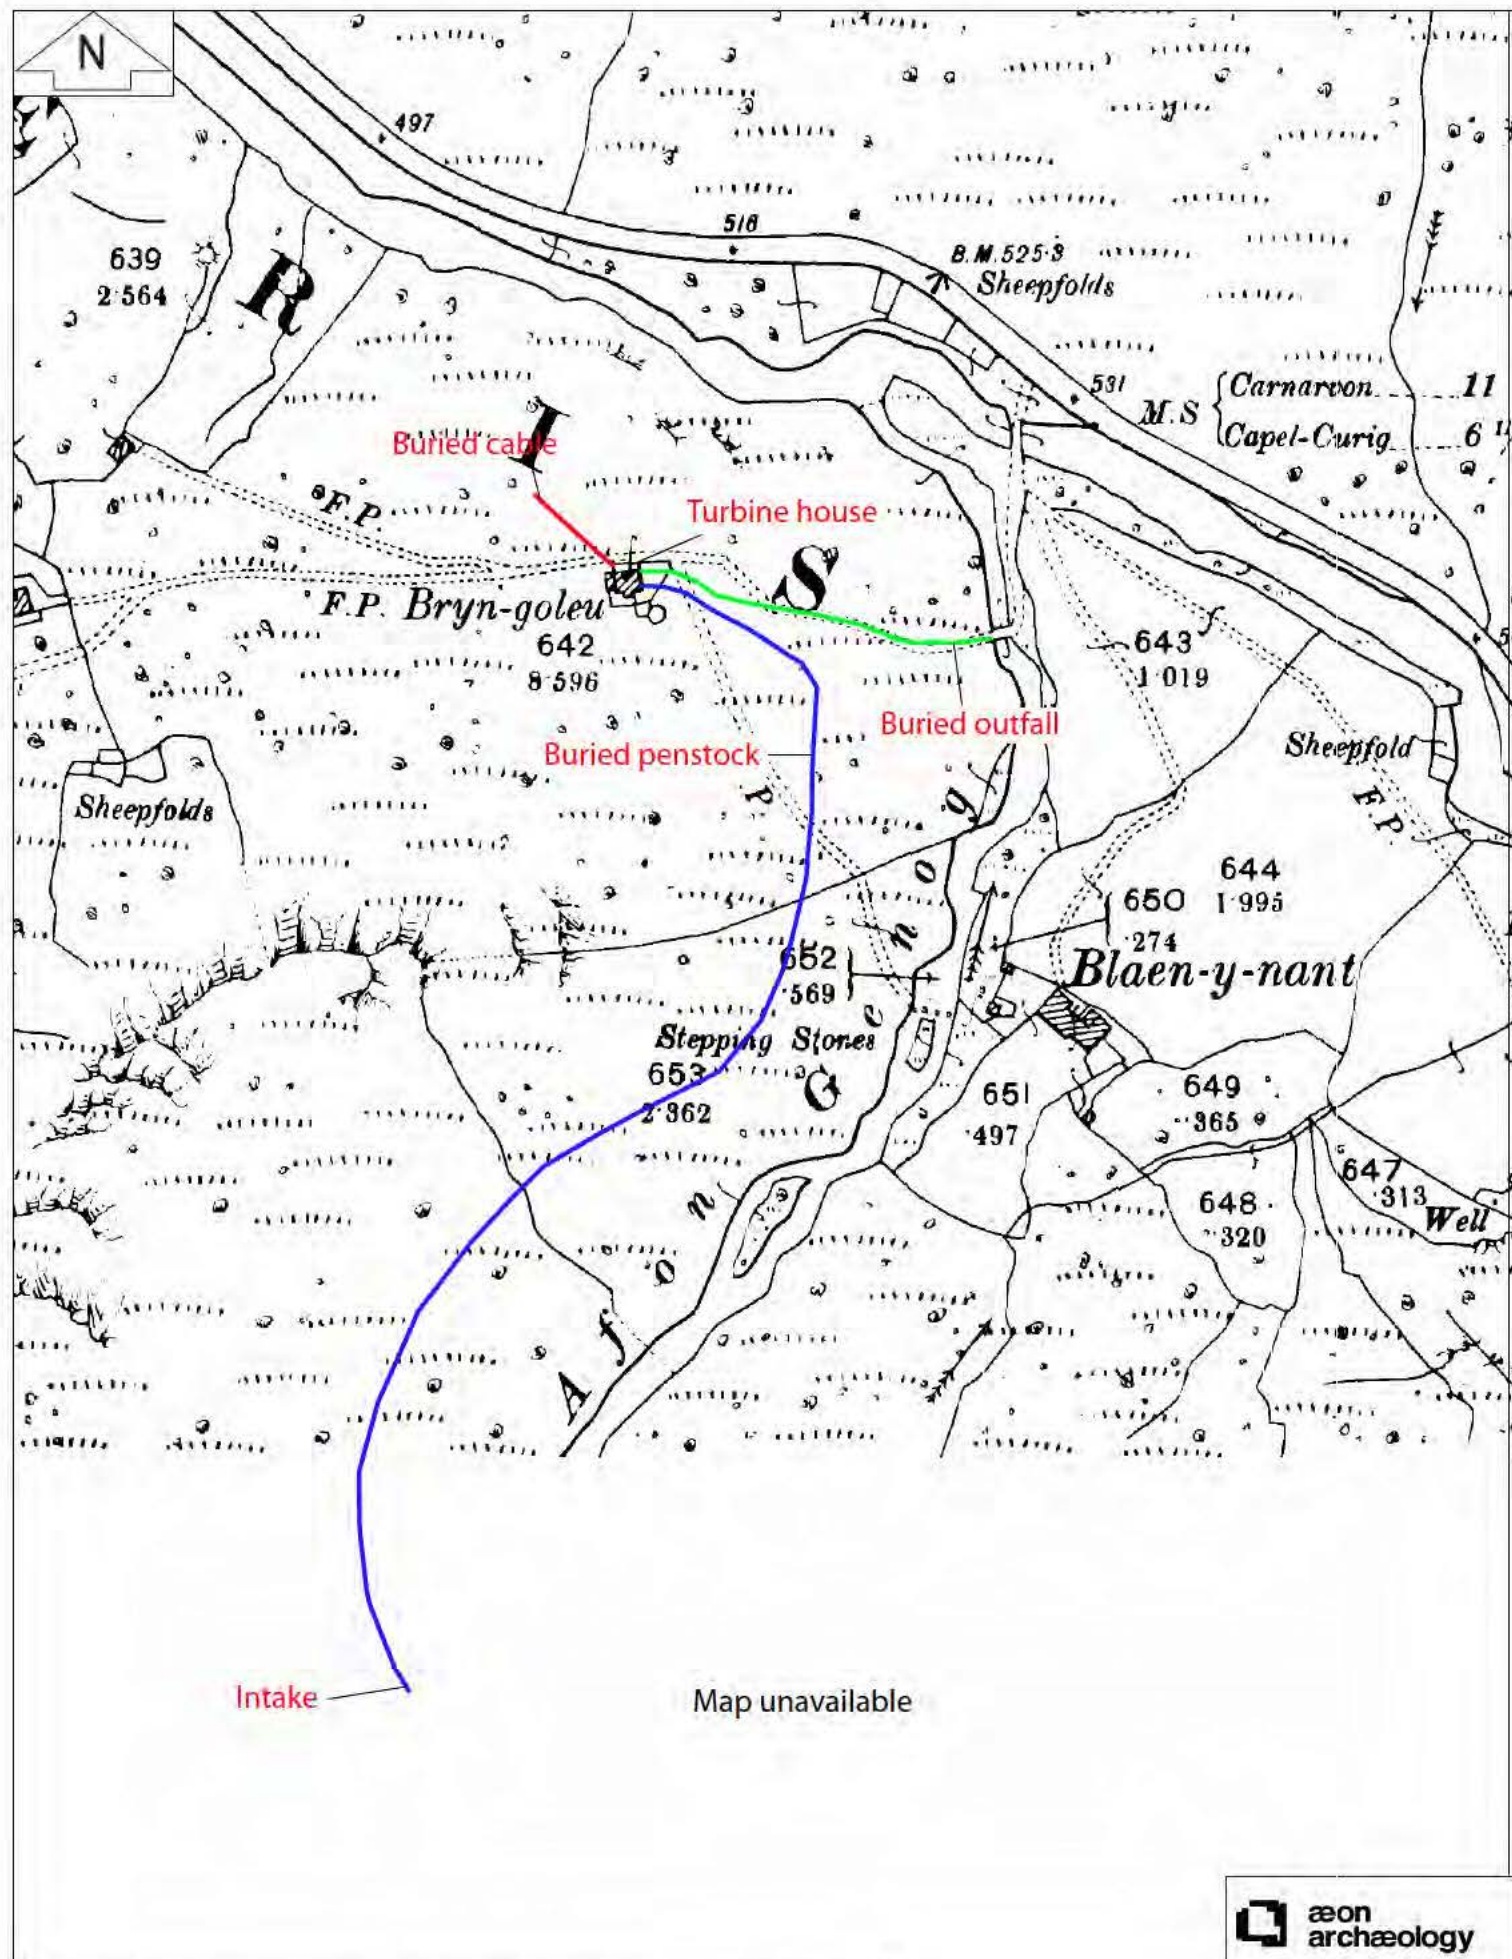 N
497
516
B.M.525·3
Sheepfolds
639
2·564
R
531
M.S
Carnarvon 11
Capel-Curig 6
I
Buried cable
F.P.
Turbine house
S
F.P. Bryn-goleu
642
8·596
643
1·019
Buried outfall
Buried penstock
Sheepfold
P
F.P.
Sheepfolds
644
1·995
650
·274
652
·569
Blaen-y-nant
Stepping Stones
653
2·362
651
·497
649
·365
647
·313
648
·320
Well
Afon Genog
Intake
Map unavailable
æon
archæology